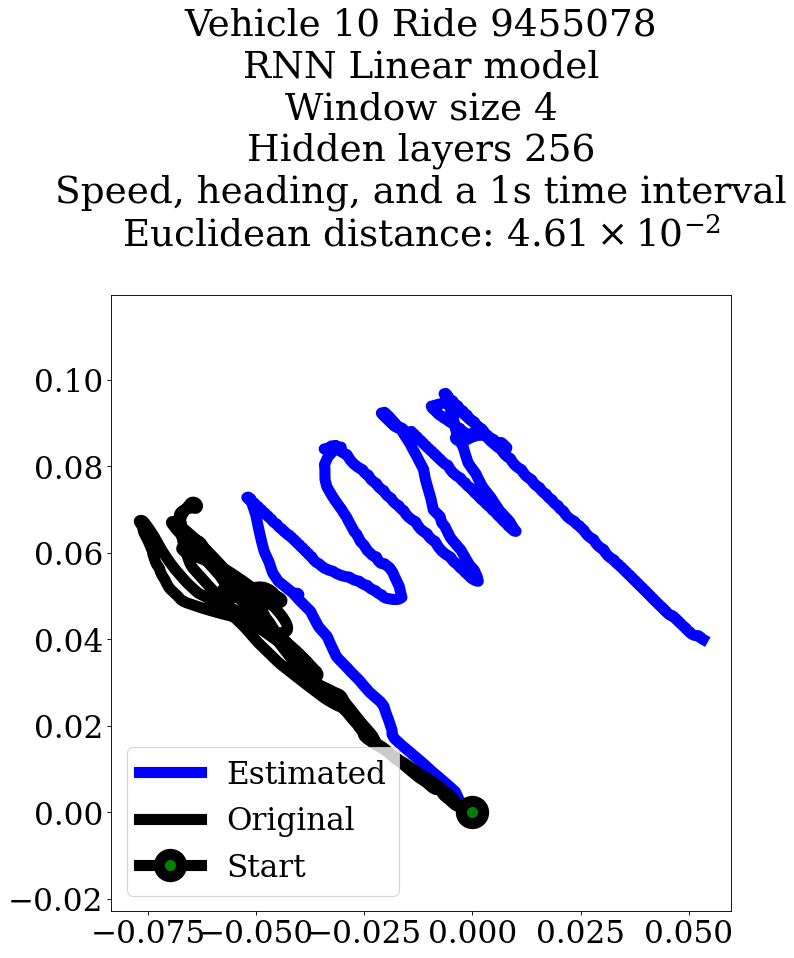 Vehicle 10 Ride 9455078
RNN Linear model
Window size 4
Hidden layers 256
Speed, heading, and a 1s time interval
Euclidean distance: 4.61 × 10⁻²
0.10
0.08
0.06
0.04
0.02
0.00
−0.02
Estimated
Original
Start
−0.075 −0.050 −0.025 0.000 0.025 0.050